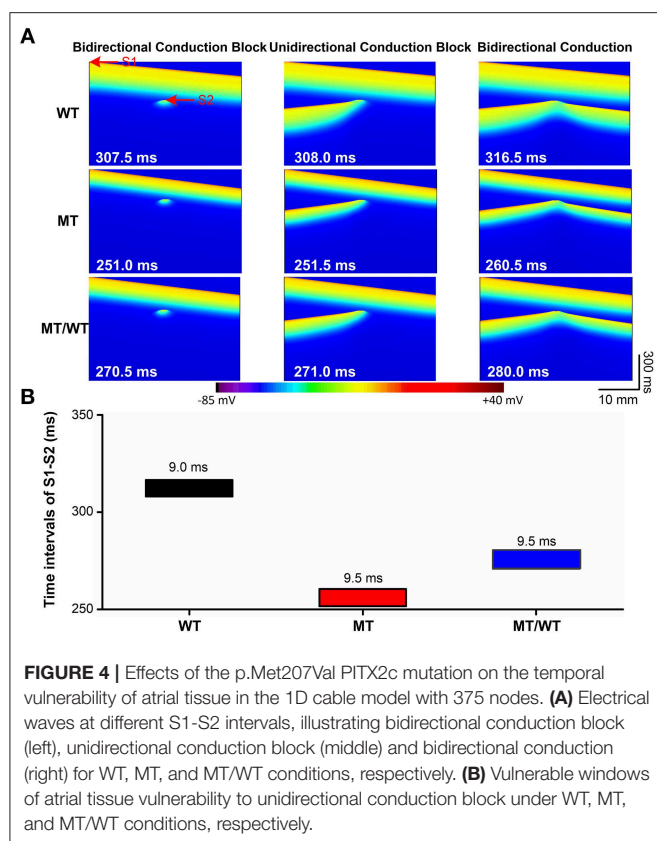 A
Bidirectional Conduction Block Unidirectional Conduction Block Bidirectional Conduction
S1
S2
WT
307.5 ms 308.0 ms 316.5 ms
MT
251.0 ms 251.5 ms 260.5 ms
MT/WT
270.5 ms 271.0 ms 280.0 ms
300 ms
10 mm
-85 mV +40 mV
B
Time intervals of S1-S2 (ms)
350
300
250
9.0 ms
9.5 ms
9.5 ms
WT MT MT/WT
FIGURE 4 | Effects of the p.Met207Val PITX2c mutation on the temporal
vulnerability of atrial tissue in the 1D cable model with 375 nodes. (A) Electrical
waves at different S1-S2 intervals, illustrating bidirectional conduction block
(left), unidirectional conduction block (middle) and bidirectional conduction
(right) for WT, MT, and MT/WT conditions, respectively. (B) Vulnerable windows
of atrial tissue vulnerability to unidirectional conduction block under WT, MT,
and MT/WT conditions, respectively.